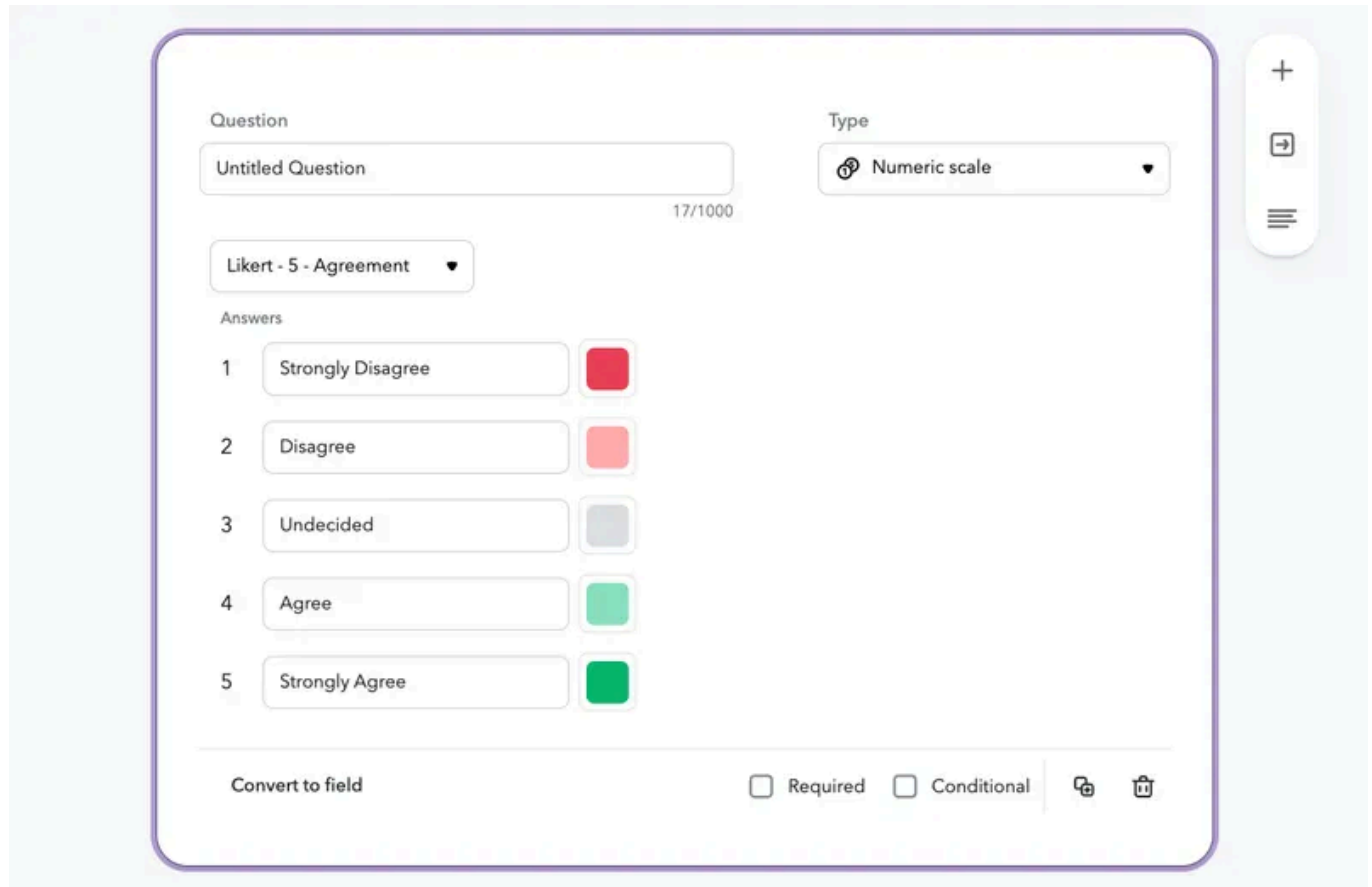 Question
Type
Untitled Question
Numeric scale
17/1000
Likert - 5 - Agreement
Answers
1 Strongly Disagree
2 Disagree
3 Undecided
4 Agree
5 Strongly Agree
Convert to field
Required
Conditional